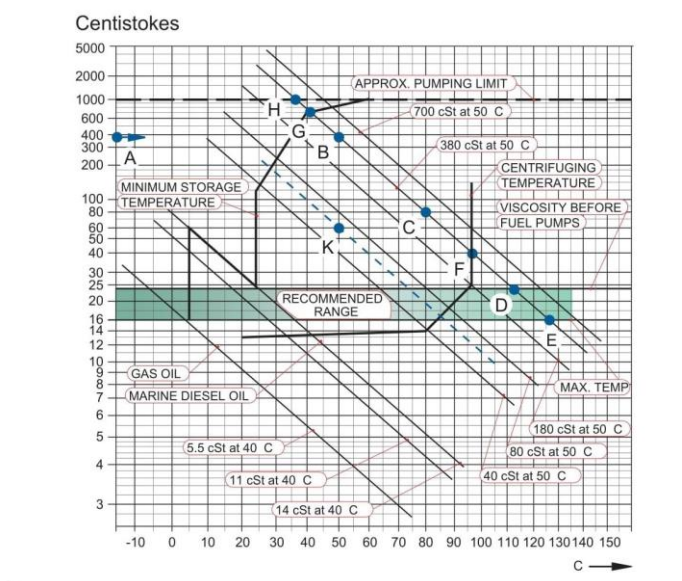 Centistokes
5000
2000
1000
600
400
300
200
100
80
60
50
40
30
25
20
16
14
12
10
9
8
7
6
5
4
3
APPROX. PUMPING LIMIT
700 cSt at 50 C
380 cSt at 50 C
CENTRIFUGING
TEMPERATURE
VISCOSITY BEFORE
FUEL PUMPS
MINIMUM STORAGE
TEMPERATURE
H
G
B
A
C
K
F
D
E
RECOMMENDED
RANGE
GAS OIL
MARINE DIESEL OIL
MAX. TEMP
5.5 cSt at 40 C
11 cSt at 40 C
14 cSt at 40 C
180 cSt at 50 C
80 cSt at 50 C
40 cSt at 50 C
-10 0 10 20 30 40 50 60 70 80 90 100 110 120 130 140 150
C